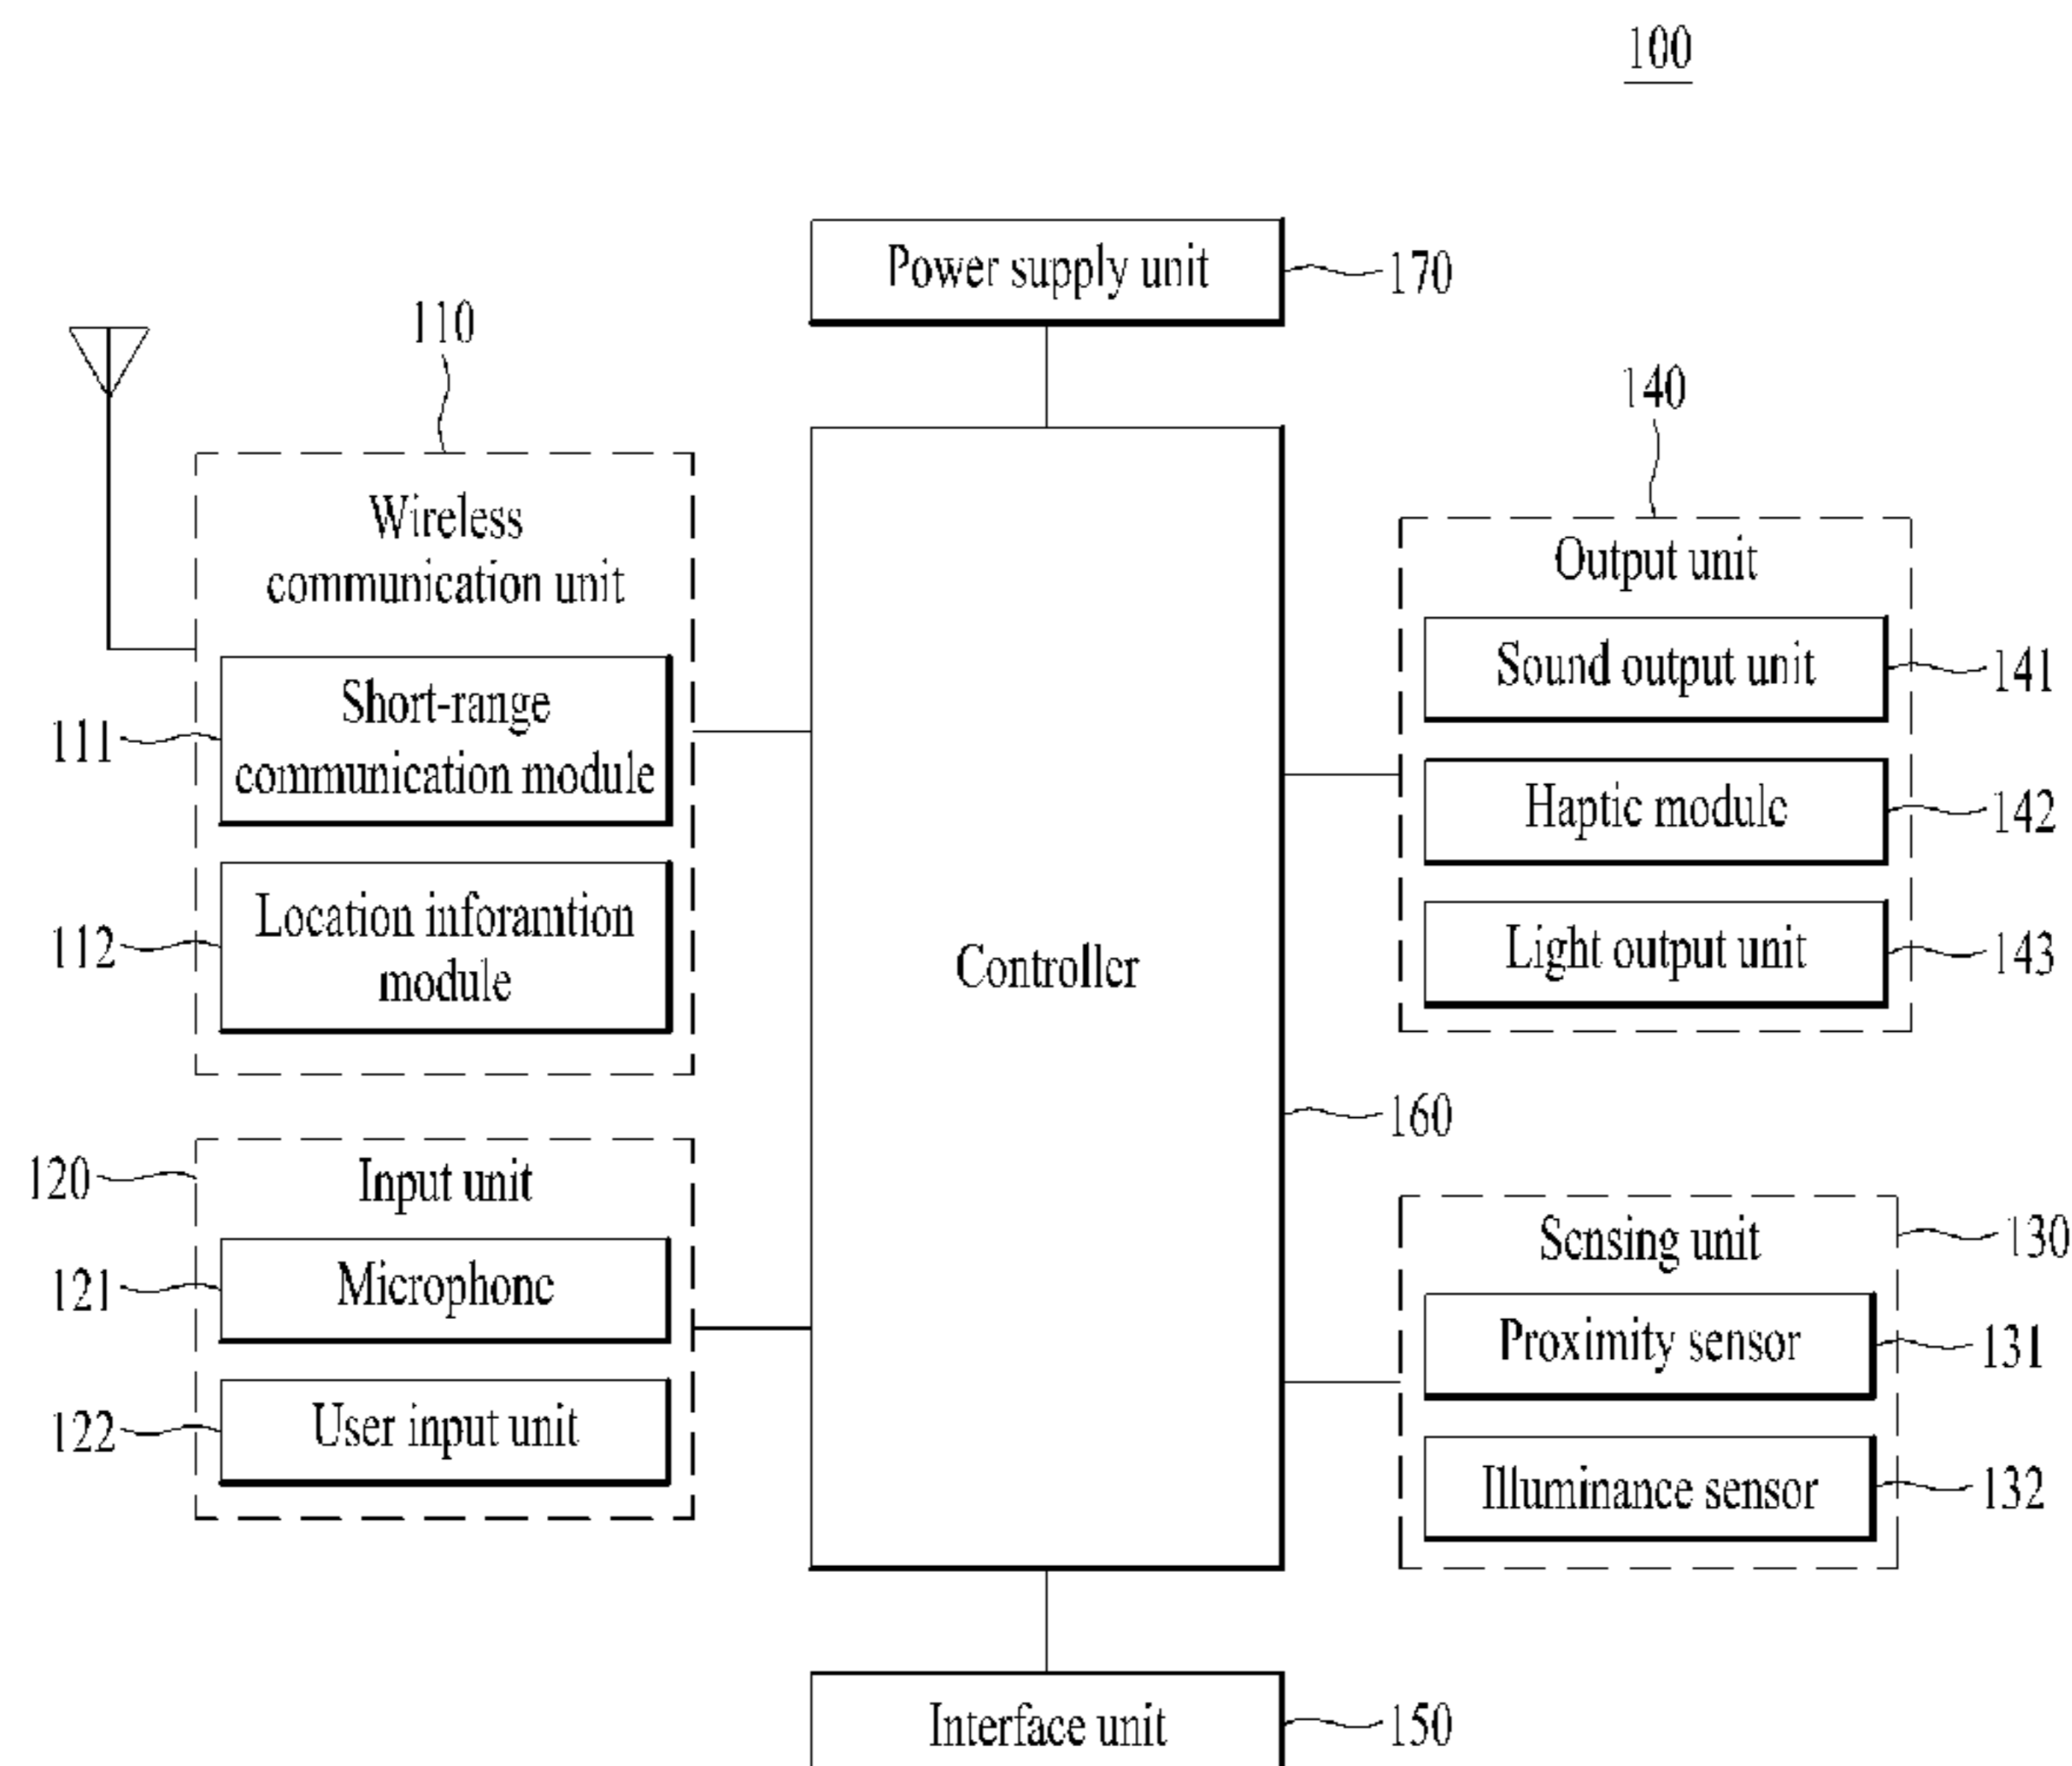 100
Power supply unit
170
110
140
Wireless
communication unit
Short-range
communication module
111
Location inforamtion
module
112
Output unit
Sound output unit
141
Haptic module
142
Light output unit
143
Controller
160
120
Input unit
121
Microphone
122
User input unit
Sensing unit
130
Proximity sensor
131
Illuminance sensor
132
Interface unit
150